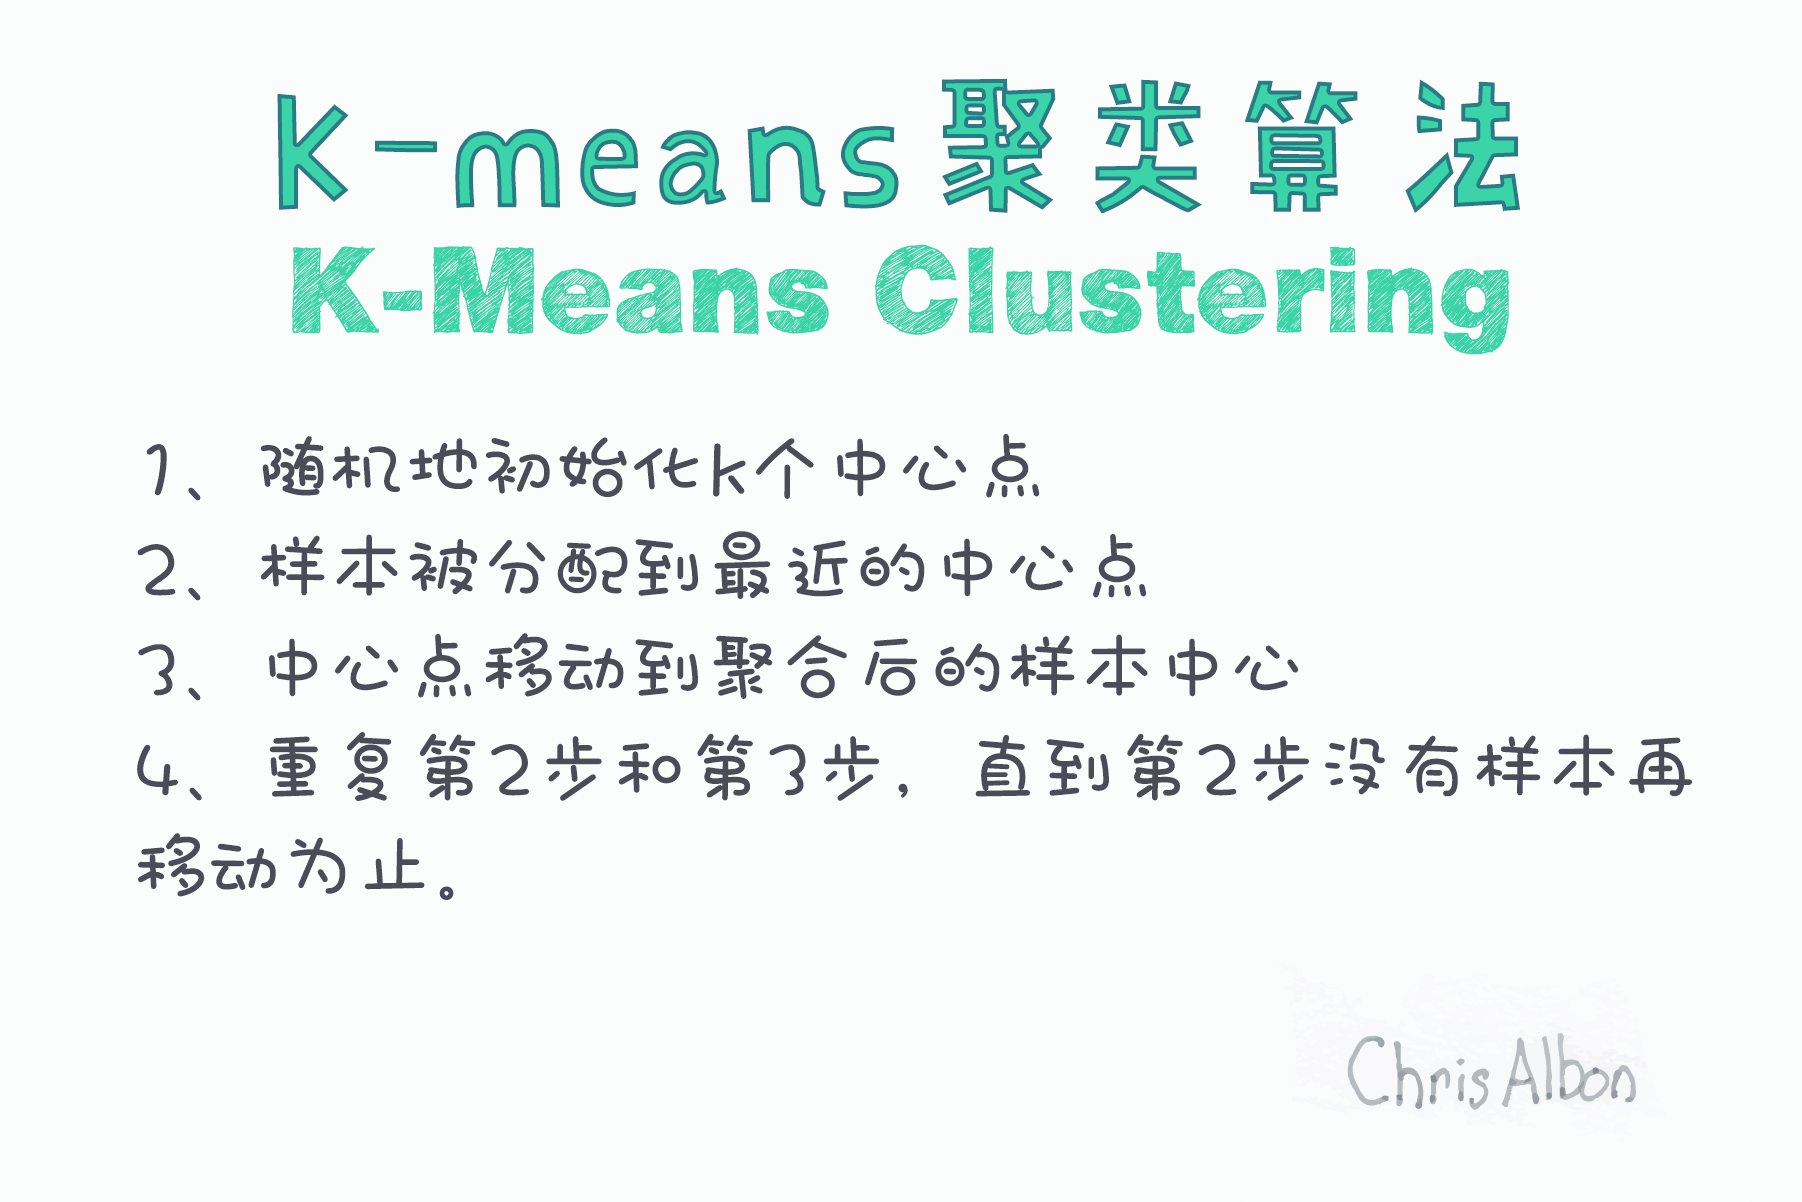 K-means聚类算法
K-Means Clustering
1、随机地初始化k个中心点
2、样本被分配到最近的中心点
3、中心点移动到聚合后的样本中心
4、重复第2步和第3步，直到第2步没有样本再
移动为止。
Chris Albon